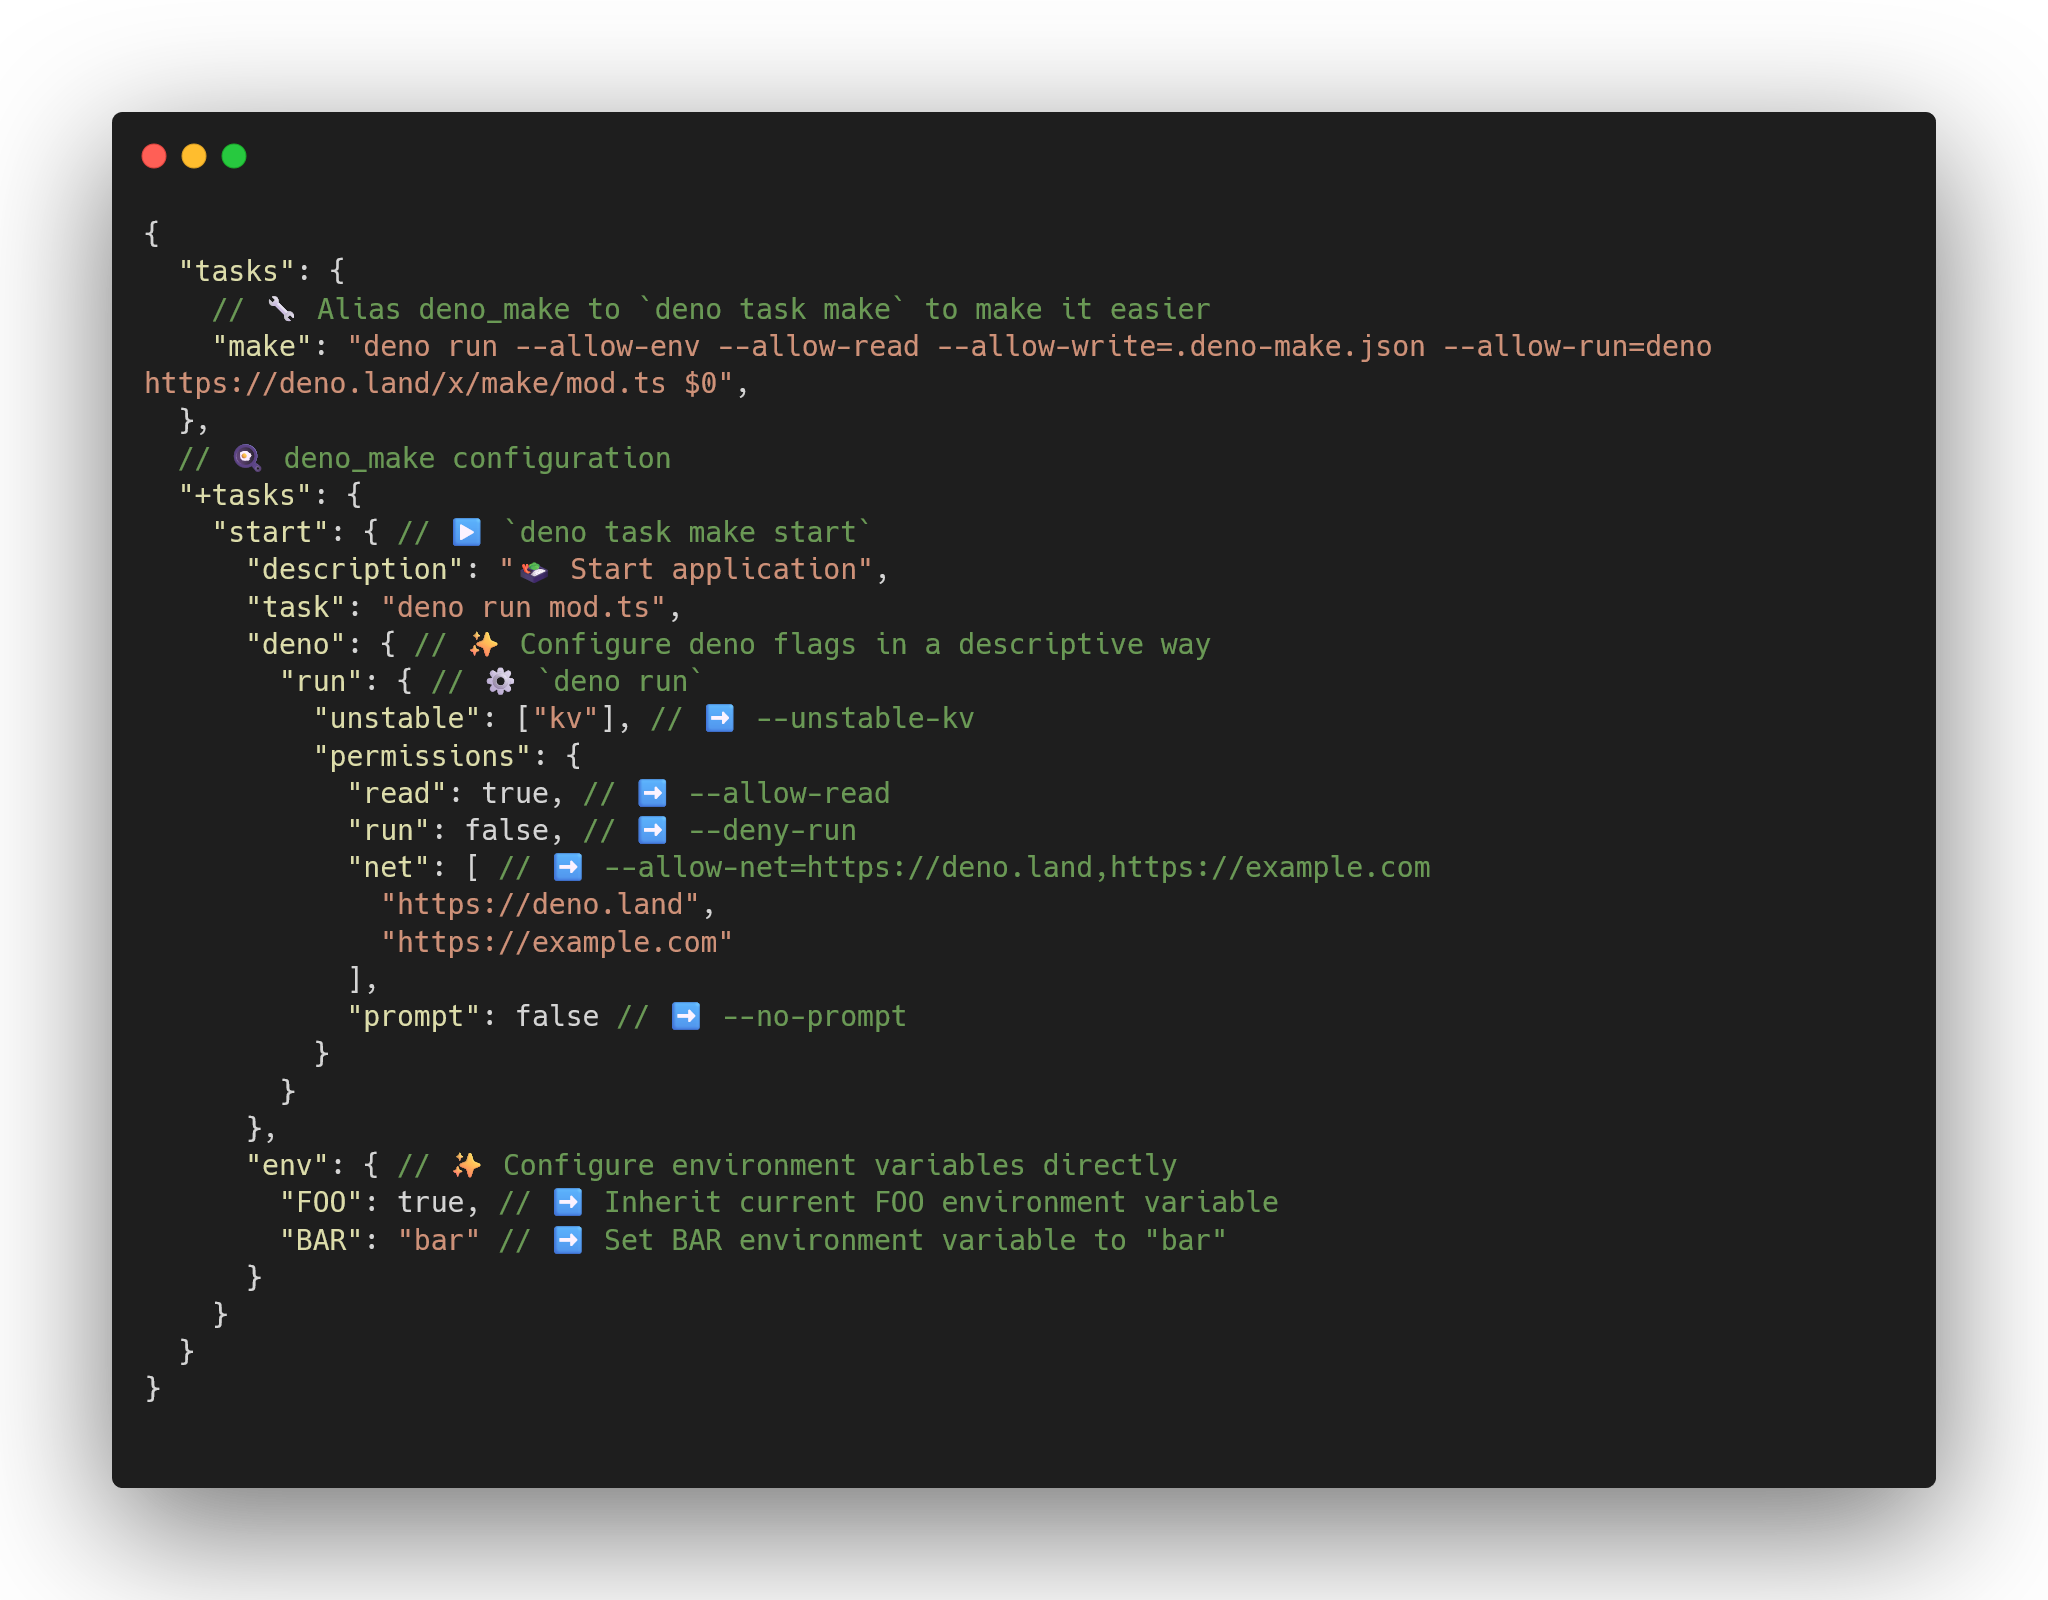 {
  "tasks": {
    // 🔧 Alias deno_make to `deno task make` to make it easier
    "make": "deno run --allow-env --allow-read --allow-write=.deno-make.json --allow-run=deno
https://deno.land/x/make/mod.ts $0",
  },
  // 🍳 deno_make configuration
  "+tasks": {
    "start": { // ▶️ `deno task make start`
      "description": "🍱 Start application",
      "task": "deno run mod.ts",
      "deno": { // ✨ Configure deno flags in a descriptive way
        "run": { // ⚙️ `deno run`
          "unstable": ["kv"], // ➡️ --unstable-kv
          "permissions": {
            "read": true, // ➡️ --allow-read
            "run": false, // ➡️ --deny-run
            "net": [ // ➡️ --allow-net=https://deno.land,https://example.com
              "https://deno.land",
              "https://example.com"
            ],
            "prompt": false // ➡️ --no-prompt
          }
        }
      },
      "env": { // ✨ Configure environment variables directly
        "FOO": true, // ➡️ Inherit current FOO environment variable
        "BAR": "bar" // ➡️ Set BAR environment variable to "bar"
      }
    }
  }
}